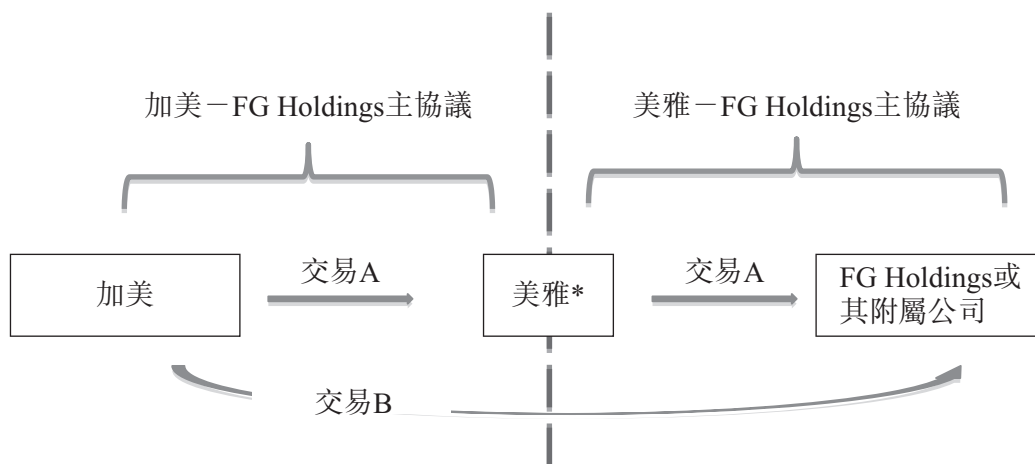 加美－FG Holdings主協議
美雅－FG Holdings主協議
加美
交易A
美雅*
交易A
FG Holdings或
其附屬公司
交易B